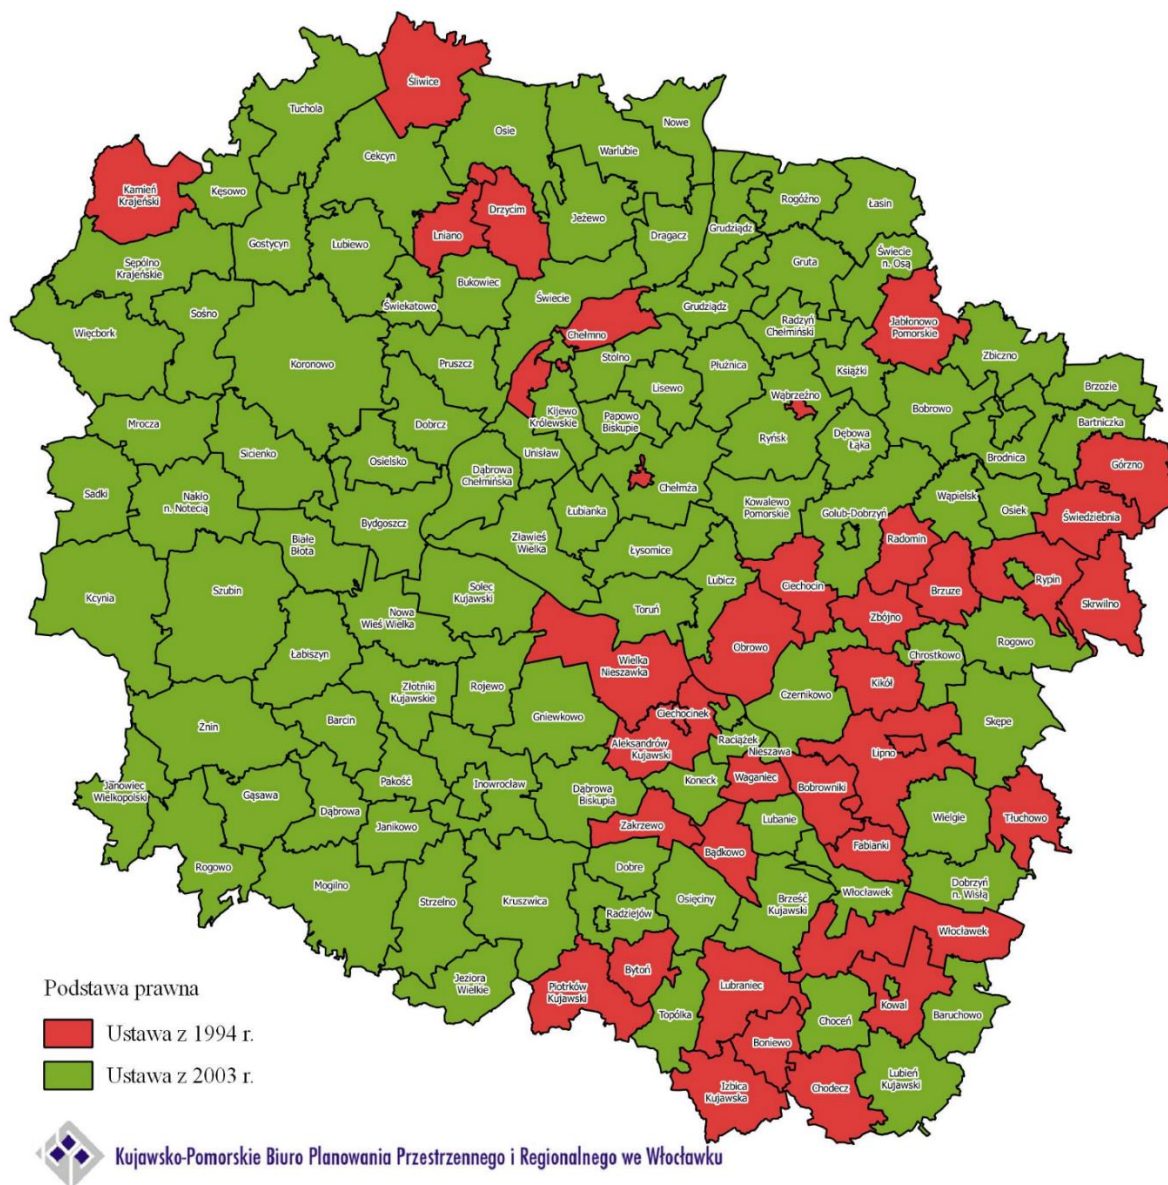 Śliwice
Tuchola
Nowe
Osie
Warlubie
Cekcyn
Kamień
Krajeński
Kęsowo
Rogóźno
Łasin
Drzycim
Jeżewo
Lniano
Dragacz
Grudziądz
Gostycyn
Lubiewo
Świecie
n. Osą
Gruta
Sępólno
Krajeńskie
Bukowiec
Świecie
Świekatowo
Grudziądz
Sośno
Więcbork
Chełmno
Radzyń
Chełmiński
Jabłonowo
Pomorskie
Stolno
Zbiczno
Koronowo
Pruszcz
Płużnica
Książki
Lisewo
Brzozie
Wąbrzeźno
Bobrowo
Kijewo
Królewskie
Papowo
Biskupie
Mrocza
Dobrcz
Bartniczka
Ryńsk
Dębowa
Łąka
Sicienko
Unisław
Osielsko
Brodnica
Górzno
Dąbrowa
Chełmińska
Chełmża
Sadki
Nakło
n. Notecią
Wąpielsk
Kowalewo
Pomorskie
Łubianka
Osiek
Golub-Dobrzyń
Świedziebnia
Bydgoszcz
Zławieś
Wielka
Białe
Błota
Radomin
Łysomice
Lubicz
Rypin
Ciechocin
Solec
Kujawski
Szubin
Brzuze
Kcynia
Skrwilno
Toruń
Nowa
Wieś Wielka
Zbójno
Rogowo
Obrowo
Łabiszyn
Wielka
Nieszawka
Chrostkowo
Kikół
Złotniki
Kujawskie
Rojewo
Czernikowo
Ciechocinek
Gniewkowo
Barcin
Skępe
Żnin
Raciążek
Aleksandrów
Kujawski
Nieszawa
Lipno
Koneck
Waganiec
Pakość
Inowrocław
Bobrowniki
Janowiec
Wielkopolski
Gąsawa
Dąbrowa
Biskupia
Dąbrowa
Lubanie
Wielgie
Tłuchowo
Janikowo
Zakrzewo
Fabianki
Bądkowo
Rogowo
Dobre
Dobrzyń
n. Wisłą
Mogilno
Włocławek
Strzelno
Kruszwica
Osięciny
Brześć
Kujawski
Radziejów
Włocławek
Bytoń
Jeziora
Wielkie
Piotrków
Kujawski
Lubraniec
Kowal
Topólka
Choceń
Baruchowo
Boniewo
Lubień
Kujawski
Izbica
Kujawska
Chodecz
Podstawa prawna
Ustawa z 1994 r.
Ustawa z 2003 r.
Kujawsko-Pomorskie Biuro Planowania Przestrzennego i Regionalnego we Włocławku